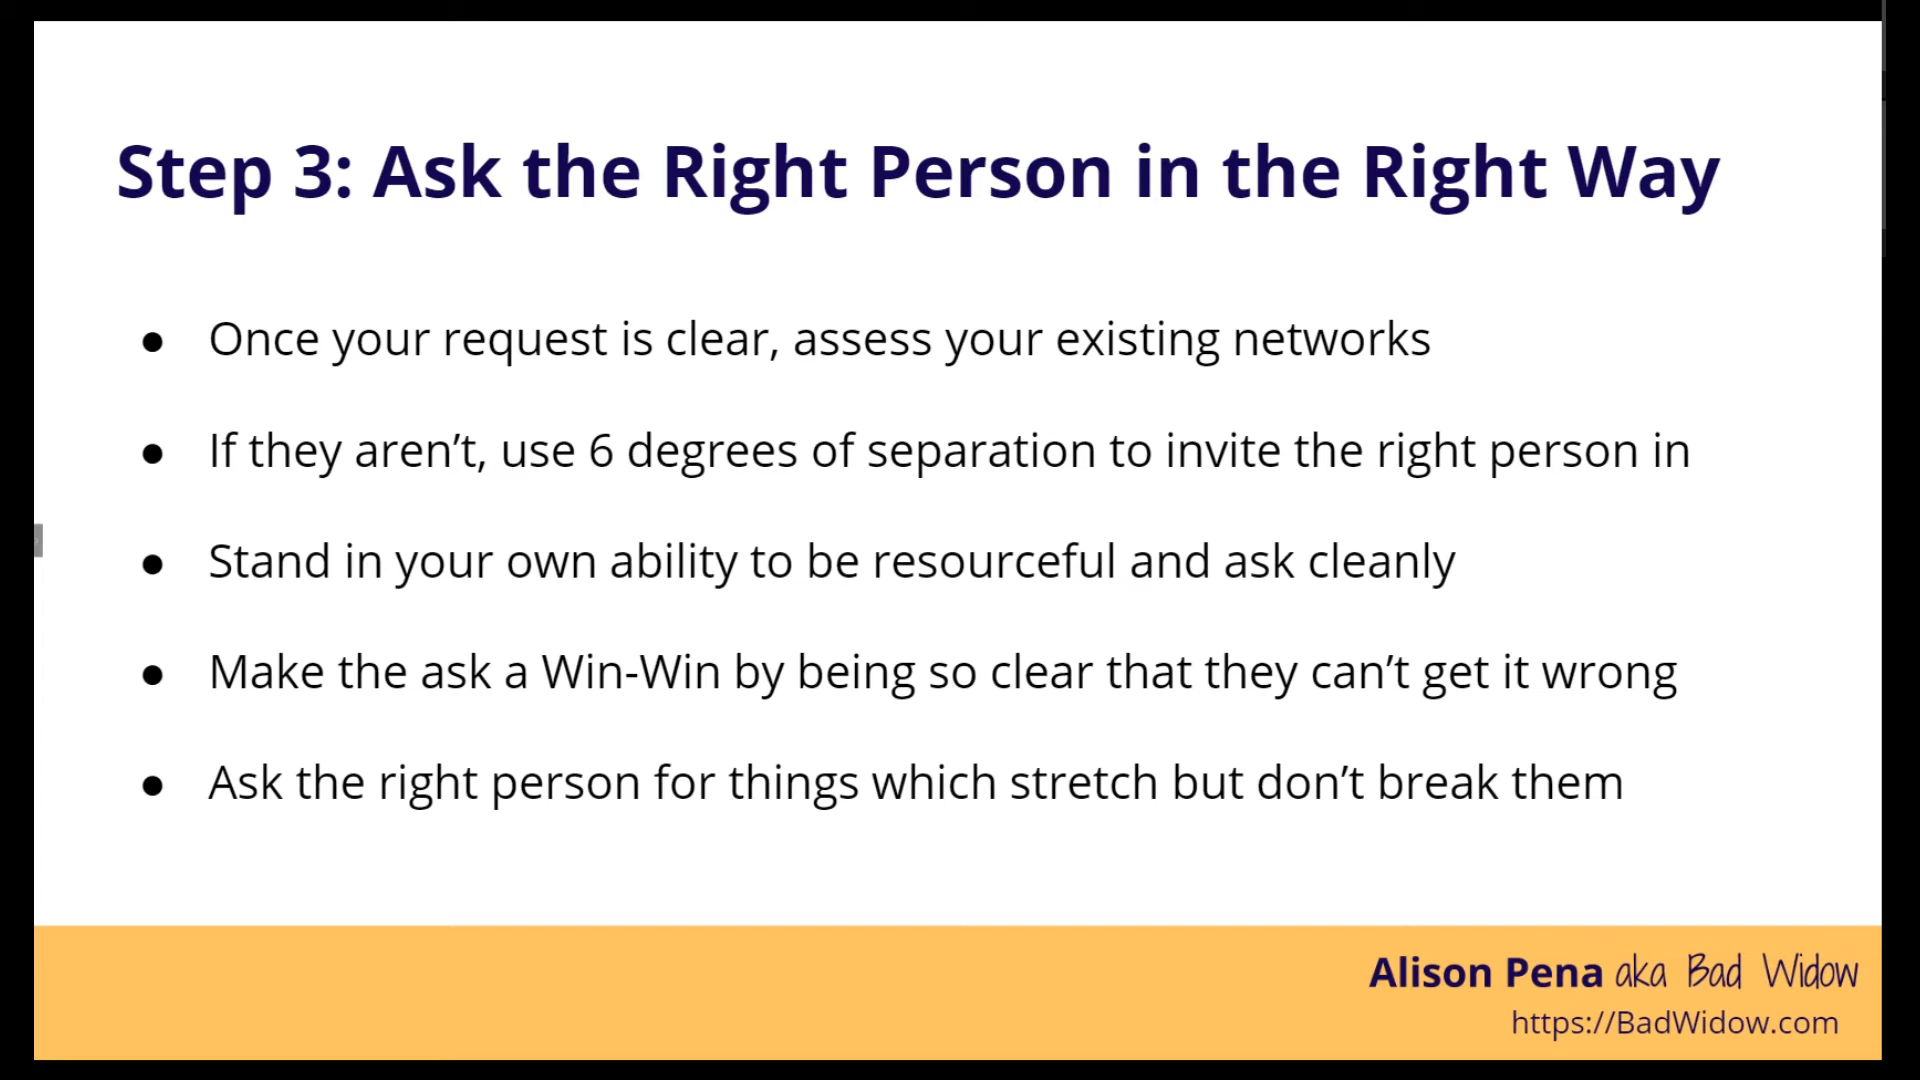 Step 3: Ask the Right Person in the Right Way
● Once your request is clear, assess your existing networks
● If they aren’t, use 6 degrees of separation to invite the right person in
● Stand in your own ability to be resourceful and ask cleanly
● Make the ask a Win-Win by being so clear that they can’t get it wrong
● Ask the right person for things which stretch but don’t break them
Alison Pena aka Bad Widow
https://BadWidow.com